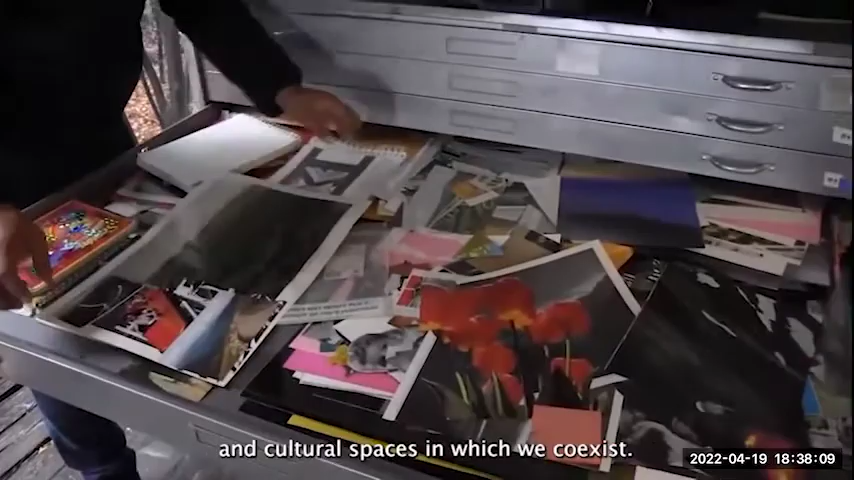 and cultural spaces in which we coexist.
2022-04-19 18:38:09